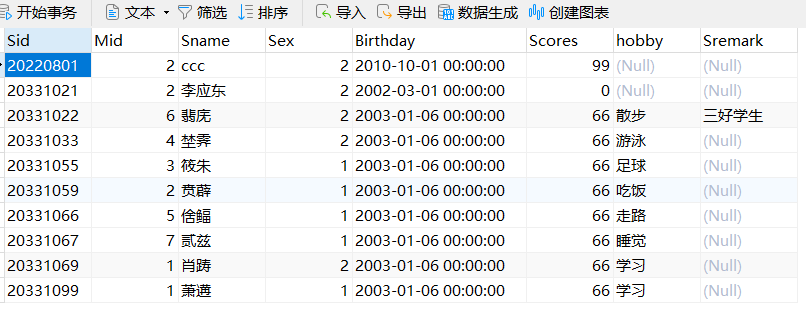 开始事务 文本 筛选 排序 导入 导出 数据生成 创建图表
Sid Mid Sname Sex Birthday Scores hobby Sremark
20220801 2 ccc 2 2010-10-01 00:00:00 99 (Null) (Null)
20331021 2 李应东 2 2002-03-01 00:00:00 0 (Null) (Null)
20331022 6 翡庑 2 2003-01-06 00:00:00 66 散步 三好学生
20331033 4 2 2003-01-06 00:00:00 66 游泳 (Null)
20331055 3 筱朱 1 2003-01-06 00:00:00 66 足球 (Null)
20331059 2 贲薜 1 2003-01-06 00:00:00 66 吃饭 (Null)
20331066 5 1 2003-01-06 00:00:00 66 走路 (Null)
20331067 7 贰兹 1 2003-01-06 00:00:00 66 睡觉 (Null)
20331069 1 肖踌 2 2003-01-06 00:00:00 66 学习 (Null)
20331099 1 1 2003-01-06 00:00:00 66 学习 (Null)